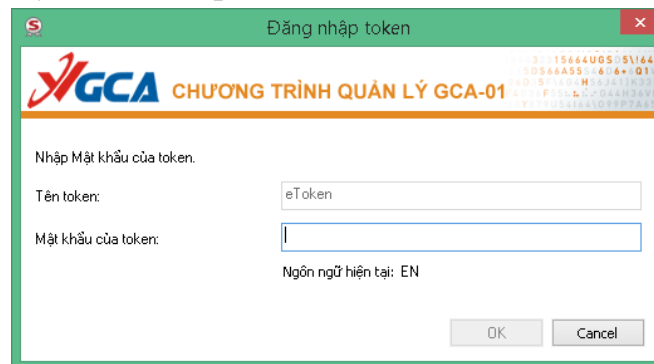 Đăng nhập token
GCA CHƯƠNG TRÌNH QUẢN LÝ GCA-01
Nhập Mật khẩu của token.
Tên token: eToken
Mật khẩu của token:
Ngôn ngữ hiện tại: EN
OK Cancel